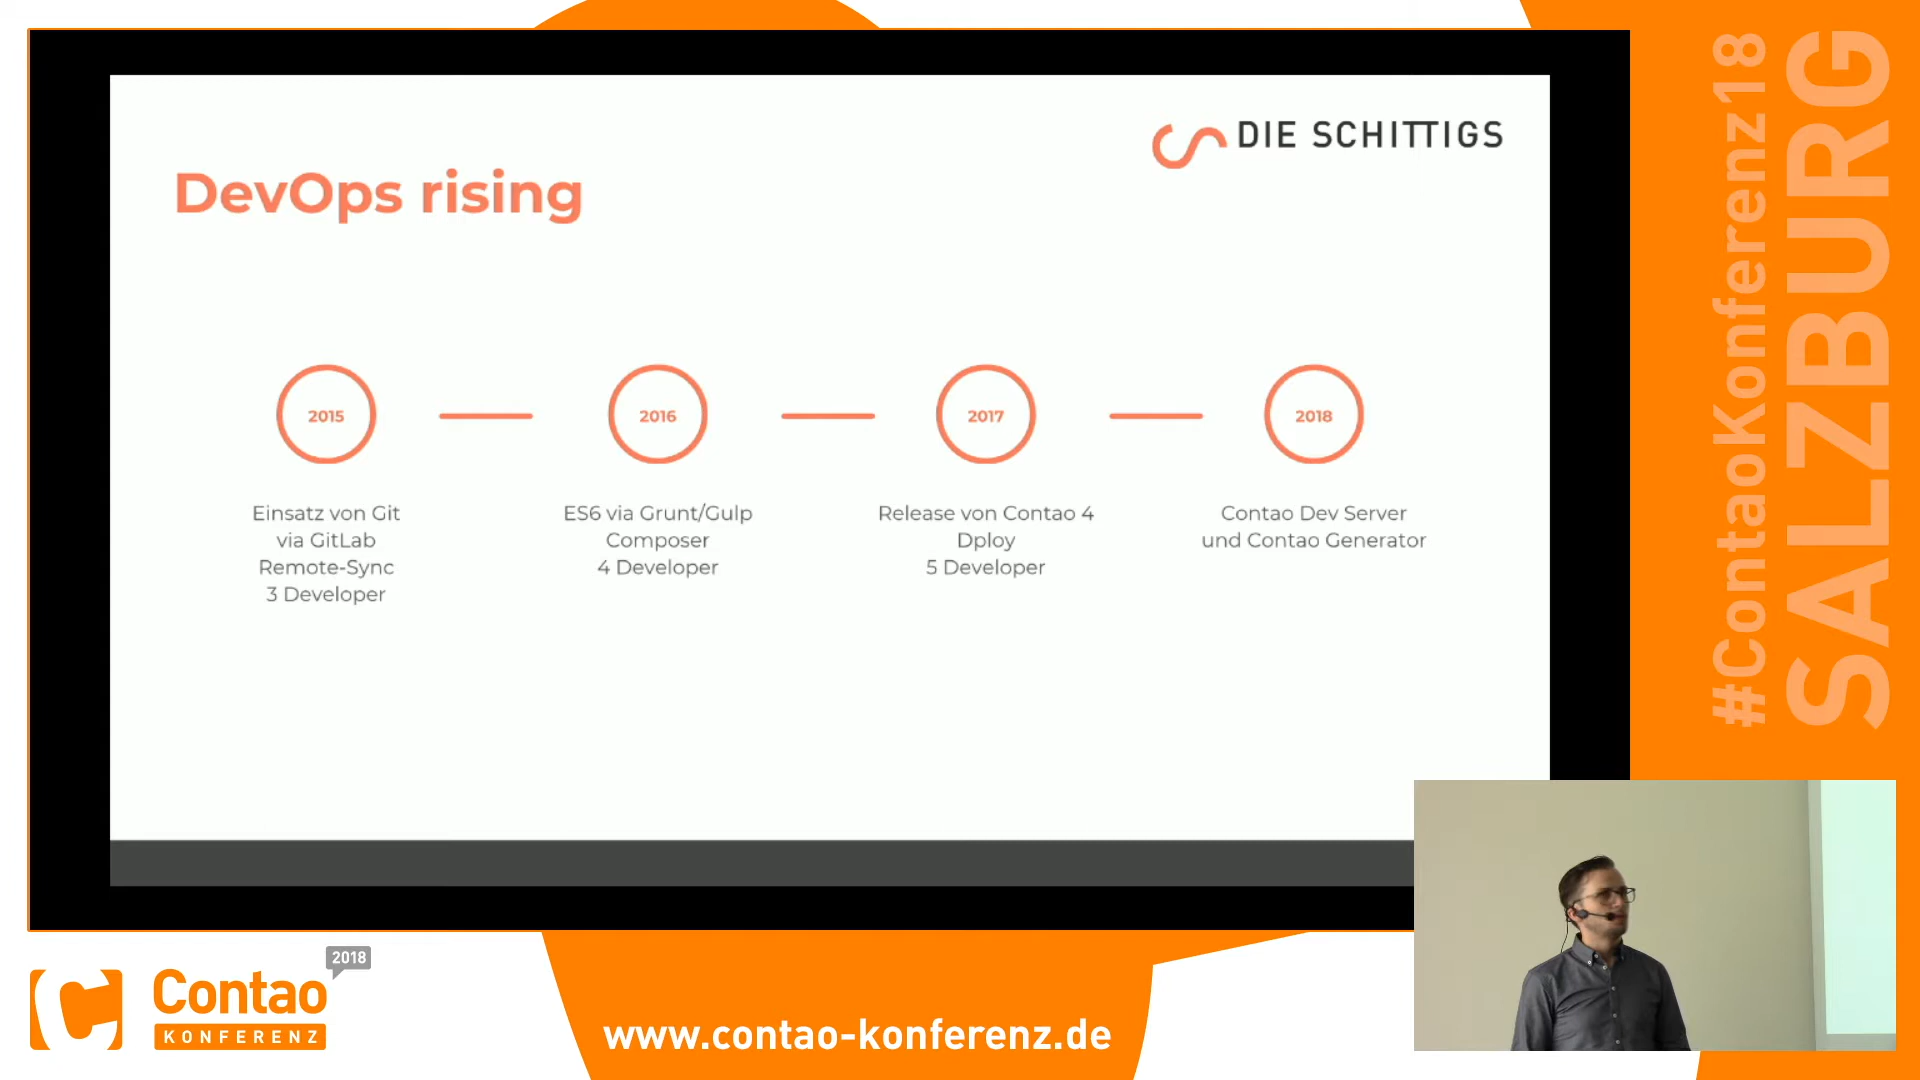 DIE SCHITTIGS
DevOps rising
2015
2016
2017
2018
Einsatz von Git
via GitLab
Remote-Sync
3 Developer
ES6 via Grunt/Gulp
Composer
4 Developer
Release von Contao 4
Dploy
5 Developer
Contao Dev Server
und Contao Generator
#ContaoKonferenz18
SALZBURG
2018
Contao
KONFERENZ
www.contao-konferenz.de